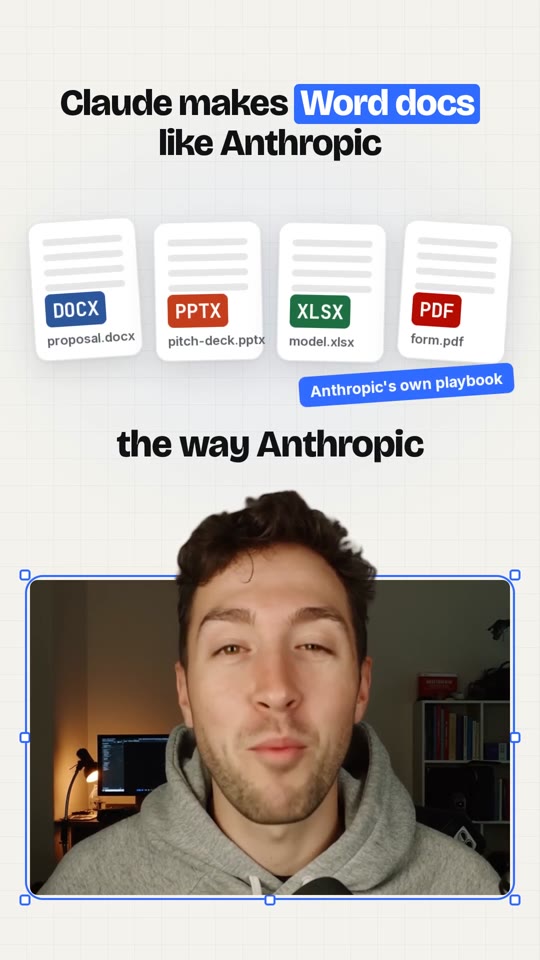 Claude makes Word docs
like Anthropic
DOCX
proposal.docx
PPTX
pitch-deck.pptx
XLSX
model.xlsx
PDF
form.pdf
Anthropic's own playbook
the way Anthropic